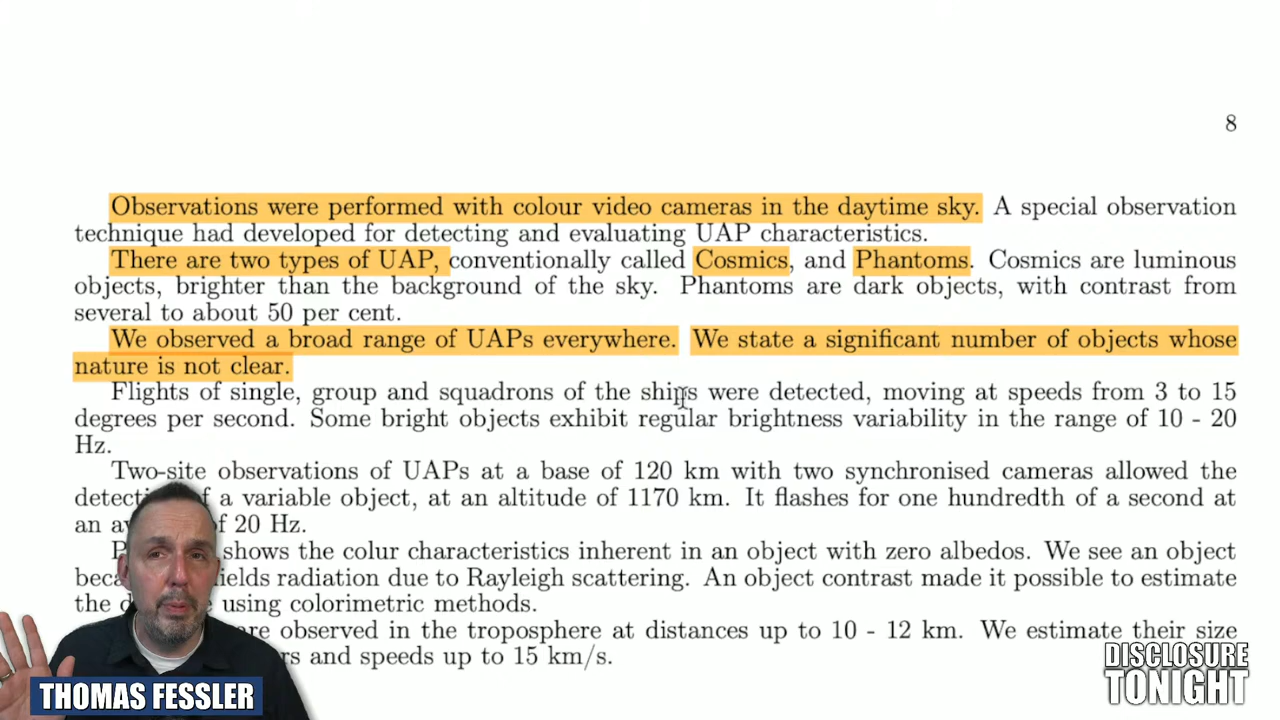 8
Observations were performed with colour video cameras in the daytime sky. A special observation
technique had developed for detecting and evaluating UAP characteristics.
There are two types of UAP, conventionally called Cosmics, and Phantoms. Cosmics are luminous
objects, brighter than the background of the sky. Phantoms are dark objects, with contrast from
several to about 50 per cent.
We observed a broad range of UAPs everywhere. We state a significant number of objects whose
nature is not clear.
Flights of single, group and squadrons of the ships were detected, moving at speeds from 3 to 15
degrees per second. Some bright objects exhibit regular brightness variability in the range of 10 - 20
Hz.
Two-site observations of UAPs at a base of 120 km with two synchronised cameras allowed the
of a variable object, at an altitude of 1170 km. It flashes for one hundredth of a second at
an of 20 Hz.
shows the colur characteristics inherent in an object with zero albedos. We see an object
radiation due to Rayleigh scattering. An object contrast made it possible to estimate
the using colorimetric methods.
are observed in the troposphere at distances up to 10 - 12 km. We estimate their size
and speeds up to 15 km/s.
THOMAS FESSLER
DISCLOSURE
TONIGHT